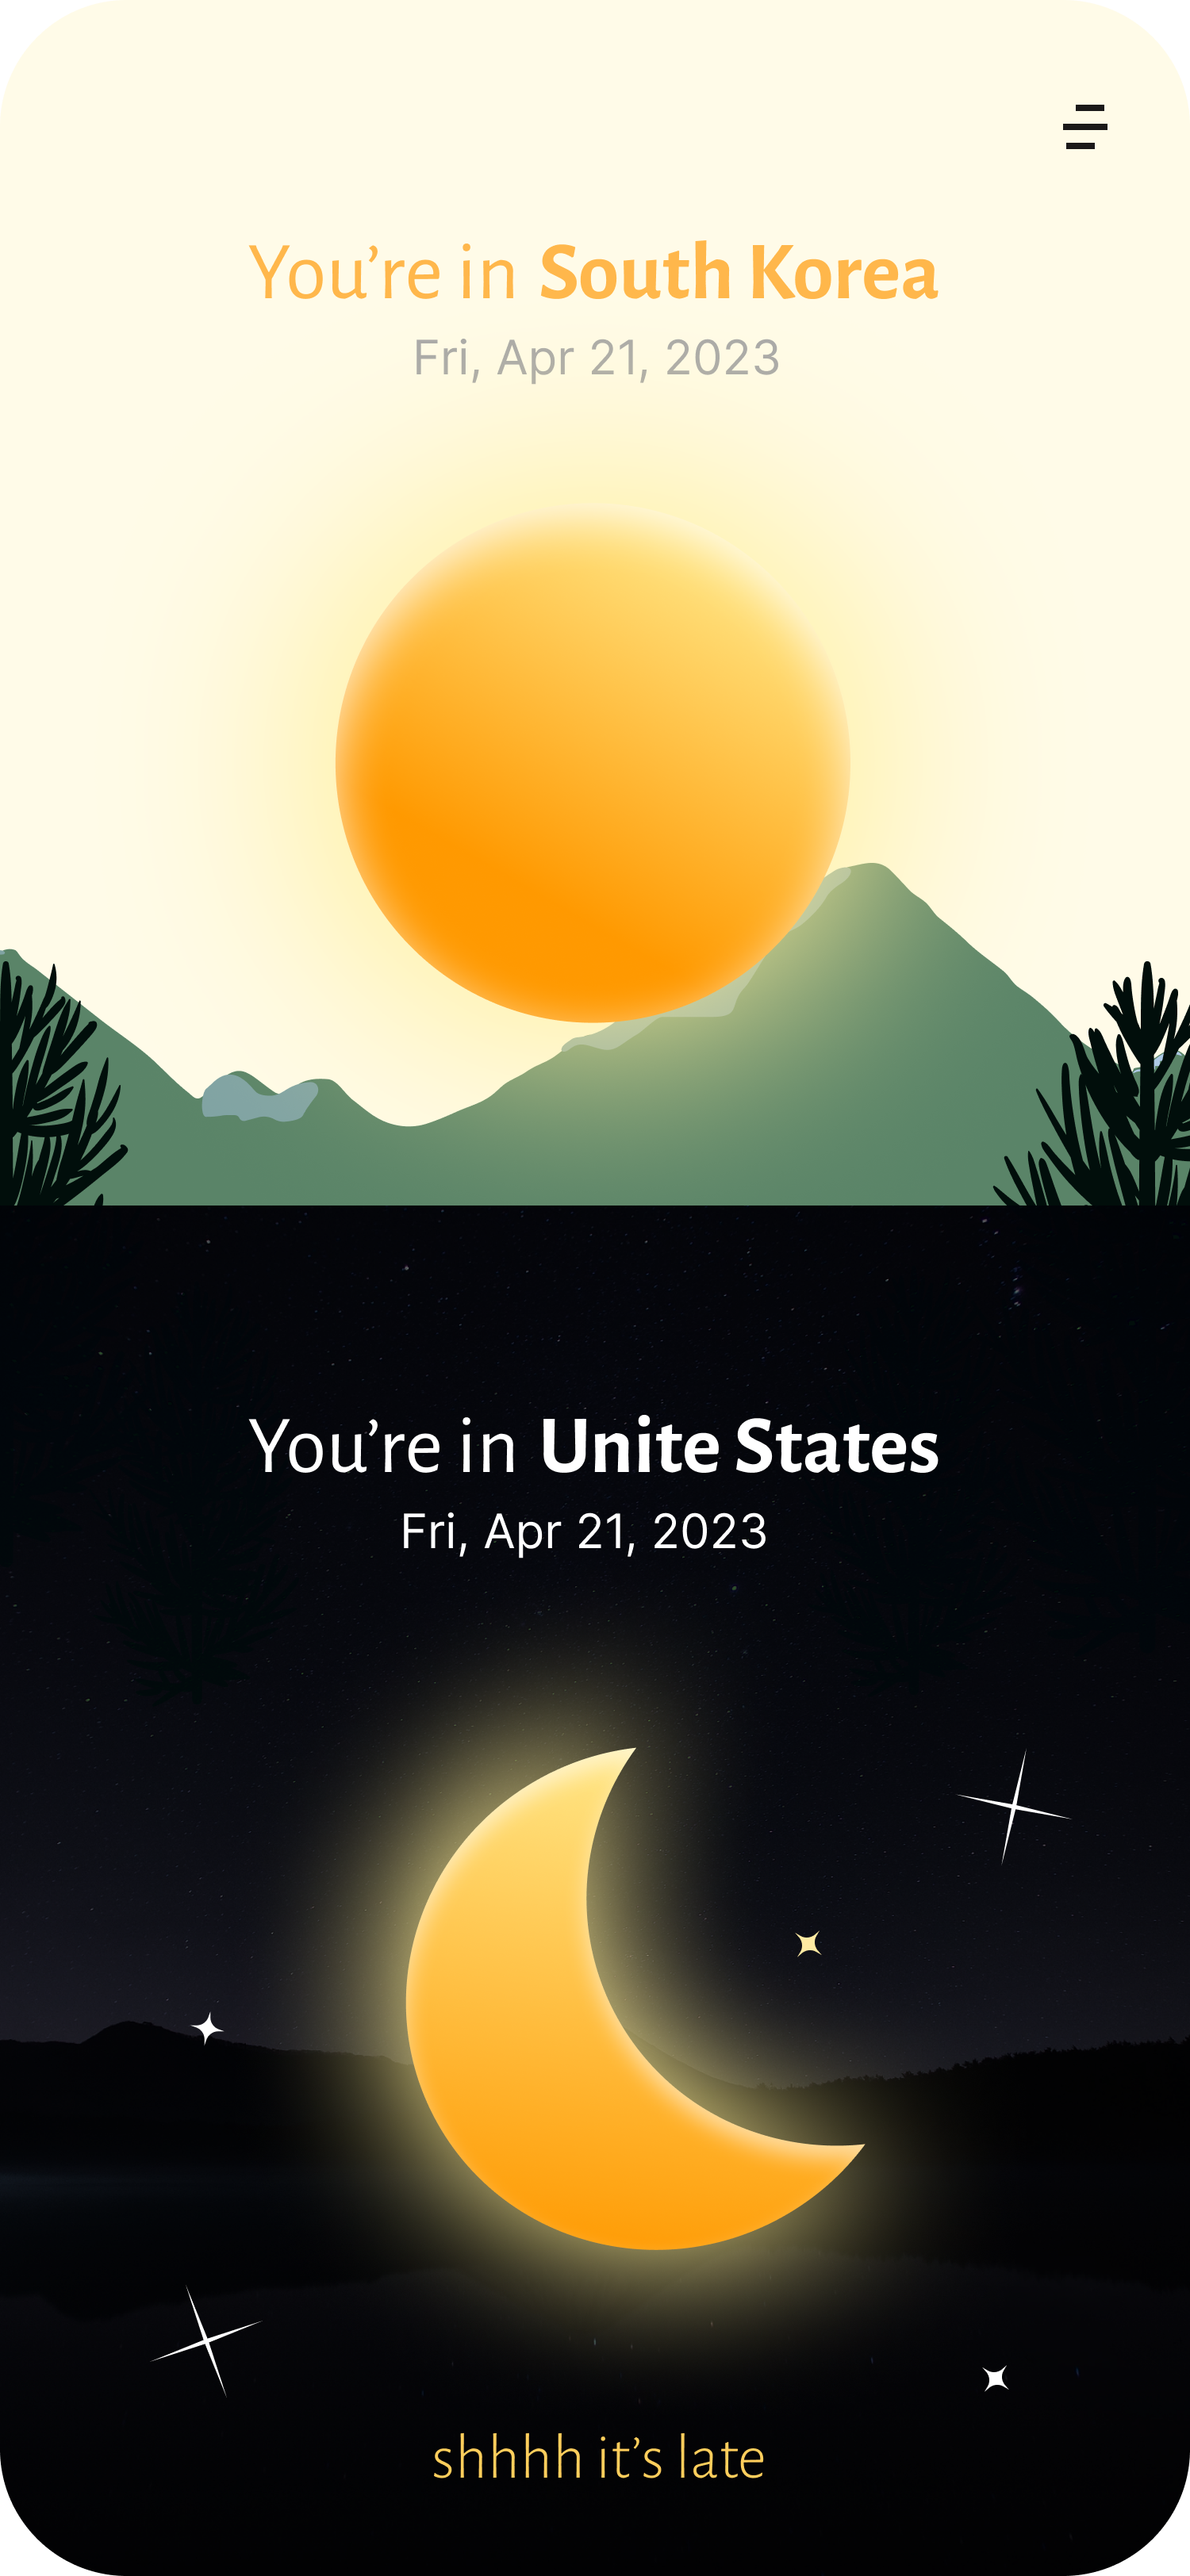 You’re in South Korea
Fri, Apr 21, 2023
You’re in Unite States
Fri, Apr 21, 2023
shhhh it’s late